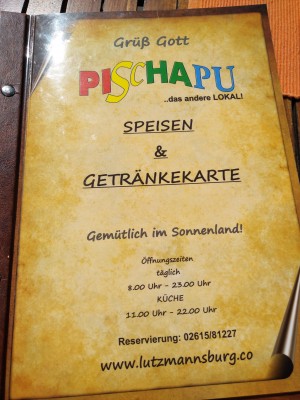 Grüß Gott
PISCHAPU
..das andere LOKAL!
SPEISEN
&
GETRÄNKEKARTE
Gemütlich im Sonnenland!
Öffnungszeiten
täglich
8.00 Uhr - 23.00 Uhr
KÜCHE
11.00 Uhr - 22.00 Uhr
Reservierung: 02615/81227
www.lutzmannsburg.co